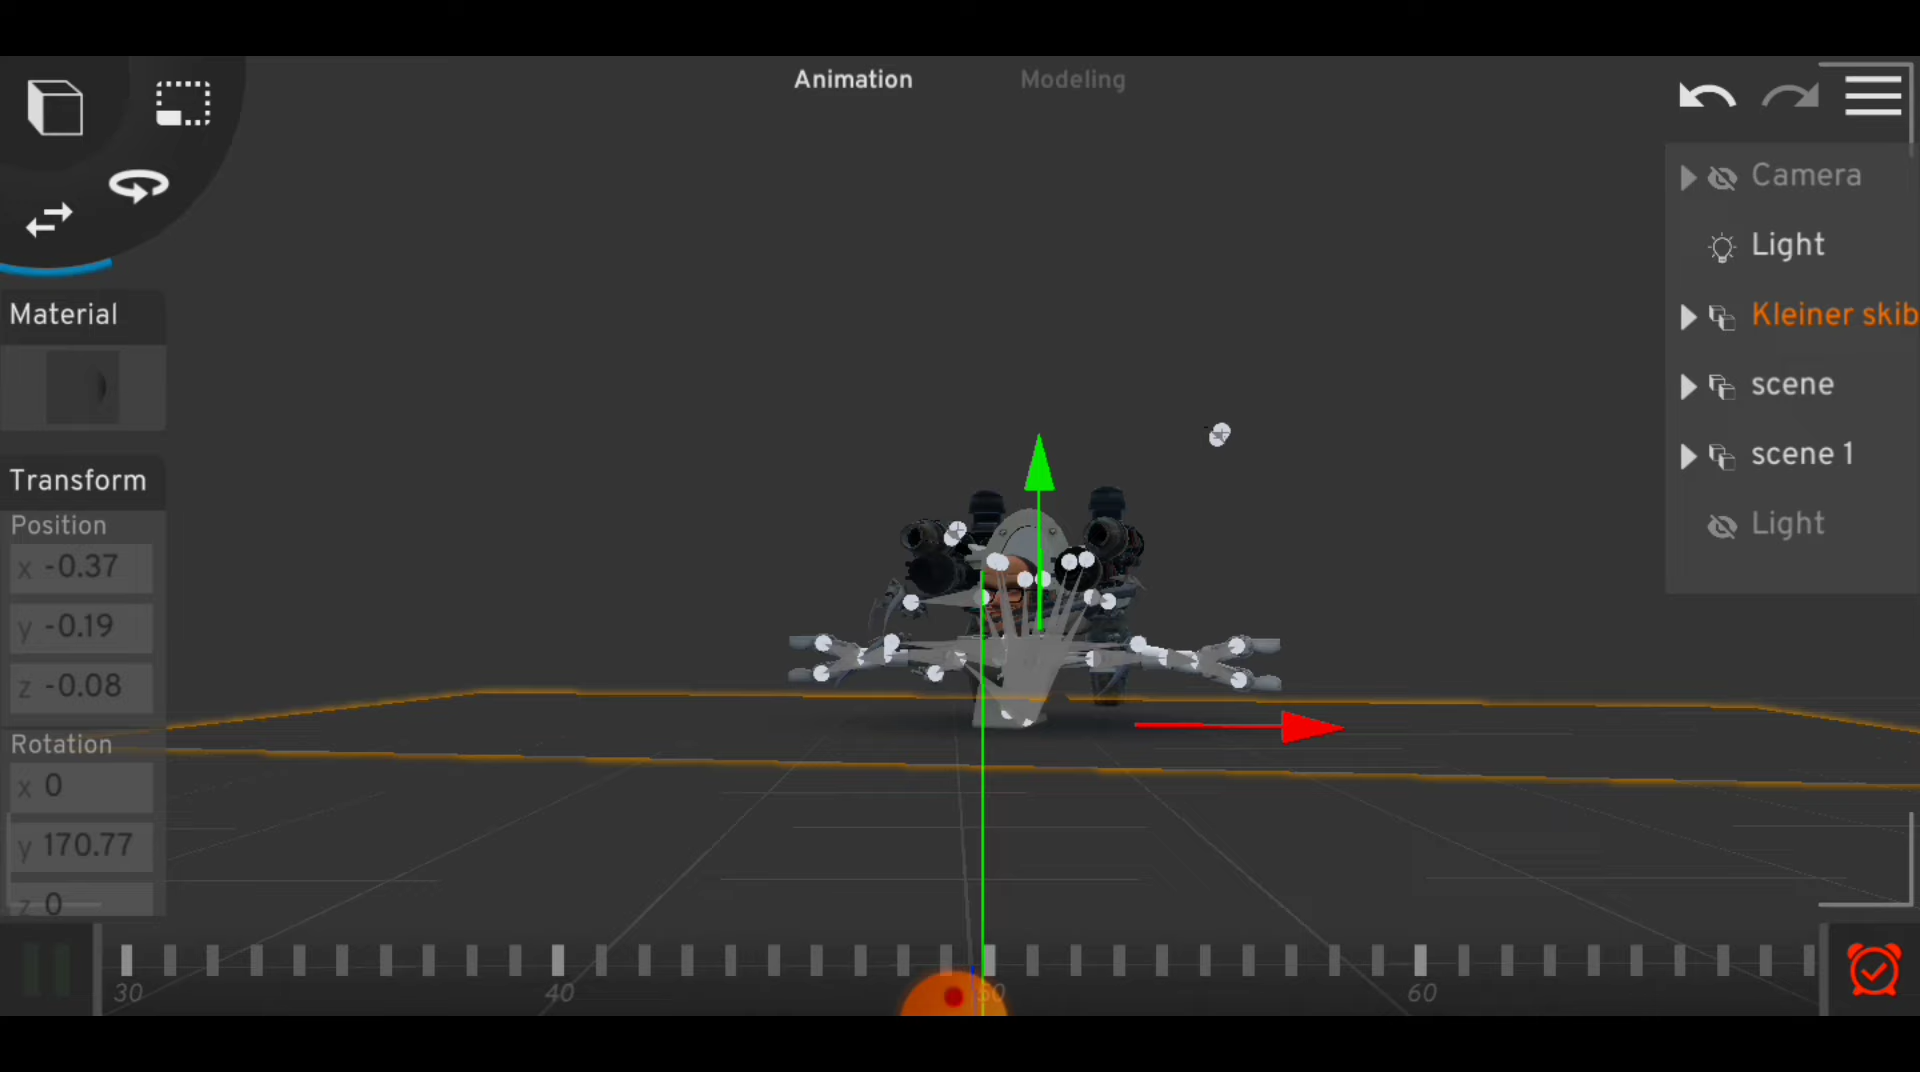 Animation Modeling
Camera
Light
Kleiner skib
scene
scene 1
Light
Material
Transform
Position
x -0.37
y -0.19
z -0.08
Rotation
x 0
y 170.77
z 0
30 40 50 60